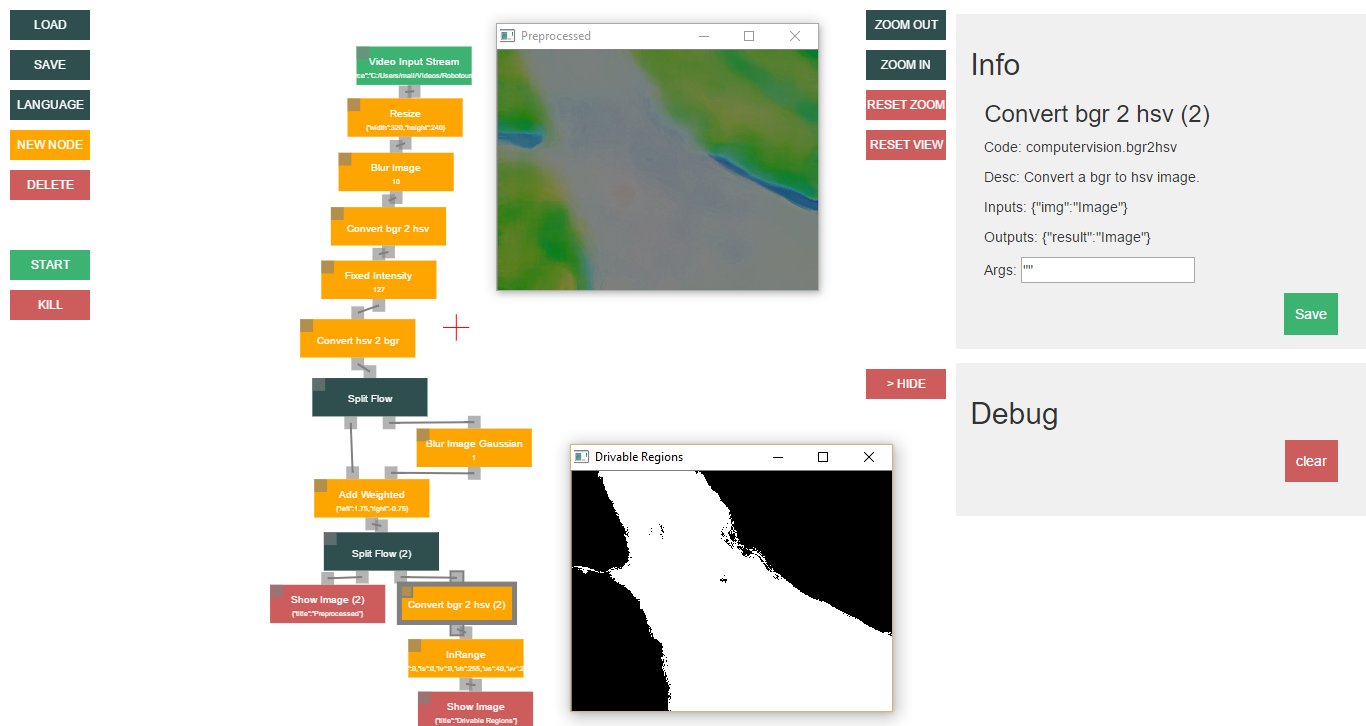 LOAD
SAVE
LANGUAGE
NEW NODE
DELETE
START
KILL
Video Input Stream
ce":"C:/Users/mail/Videos/Robotour
Resize
{"width":320,"height":240}
Blur Image
10
Convert bgr 2 hsv
Fixed Intensity
127
Convert hsv 2 bgr
Split Flow
Blur Image Gaussian
1
Add Weighted
{"left":1.75,"right":-0.75}
Split Flow (2)
Show Image (2)
{"title":"Preprocessed"}
Convert bgr 2 hsv (2)
InRange
:0,"ls":0,"lv":0,"uh":255,"us":40,"uv":2
Show Image
{"title":"Drivable Regions"}
Preprocessed
Drivable Regions
ZOOM OUT
ZOOM IN
RESET ZOOM
RESET VIEW
> HIDE
Info
Convert bgr 2 hsv (2)
Code: computervision.bgr2hsv
Desc: Convert a bgr to hsv image.
Inputs: {"img":"Image"}
Outputs: {"result":"Image"}
Args: ""
Save
Debug
clear